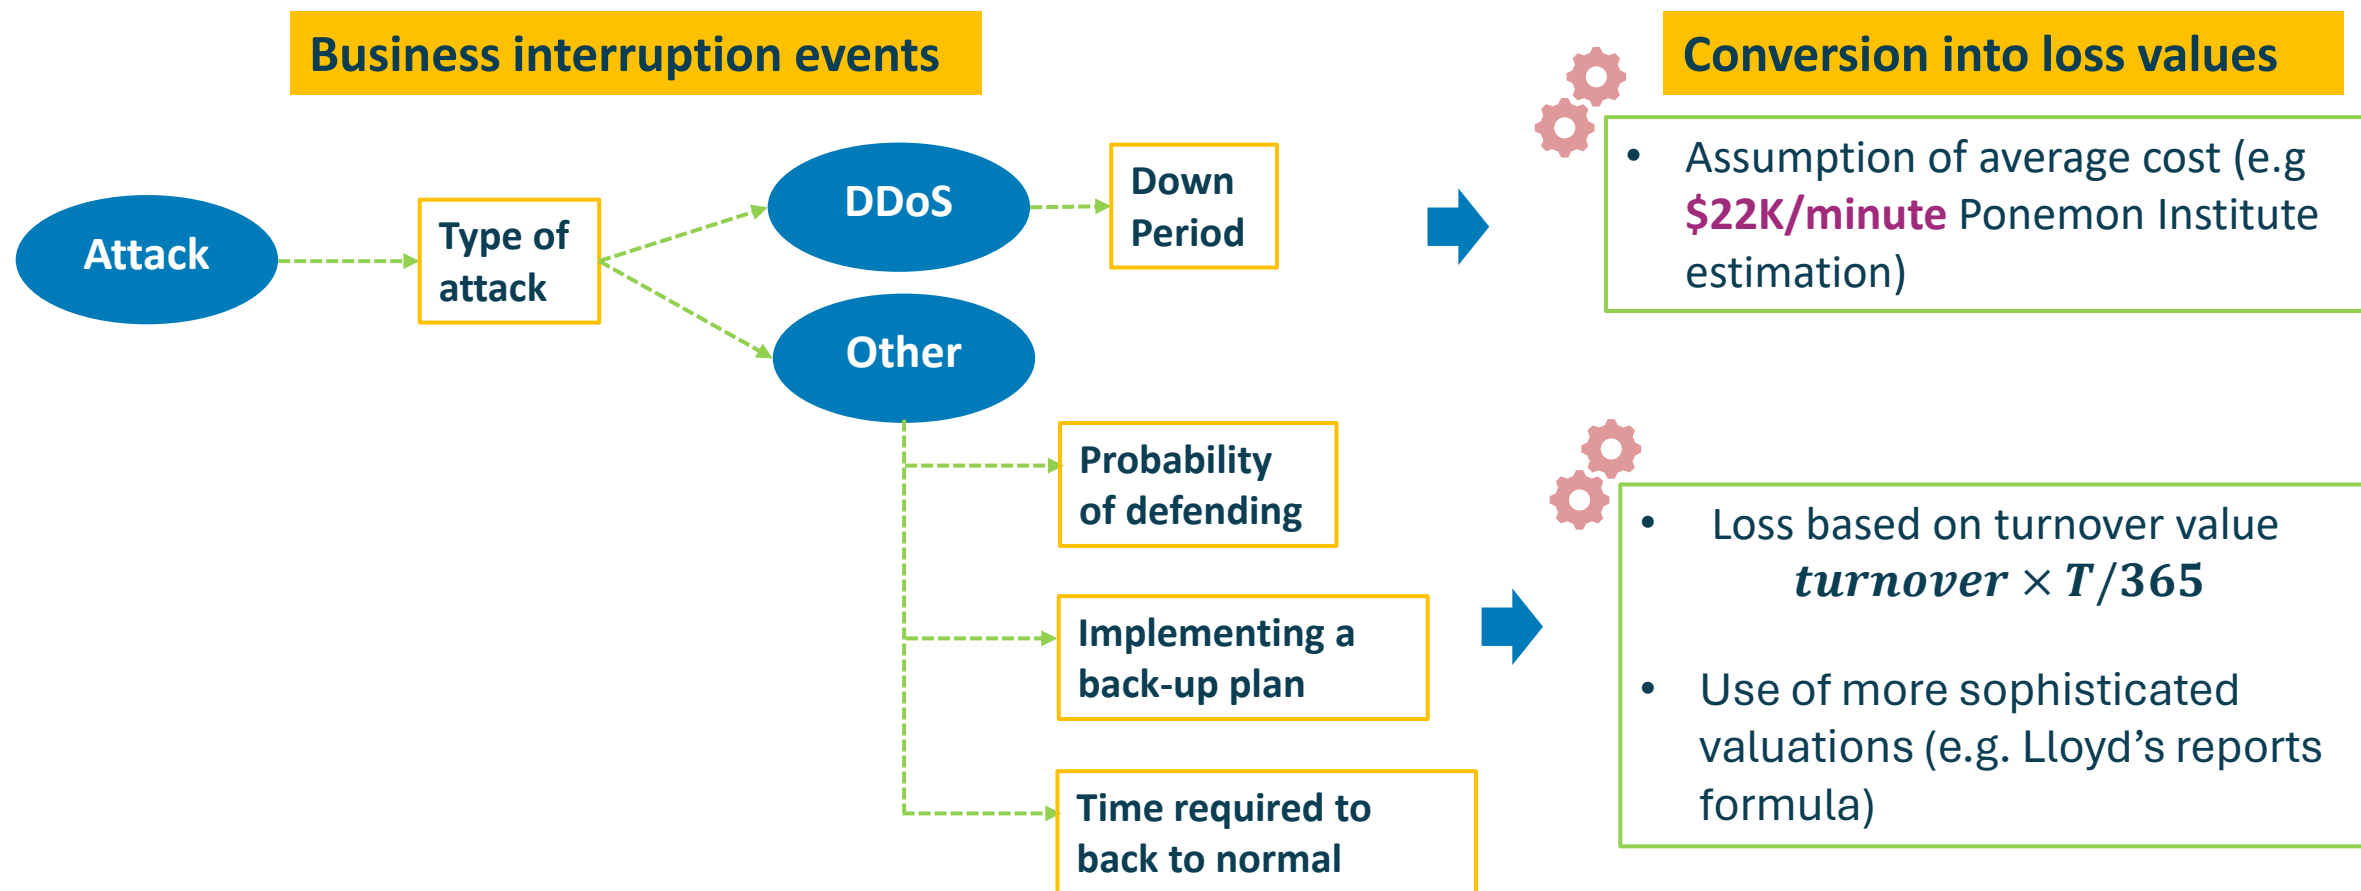 Business interruption events
Conversion into loss values
Attack
Type of
attack
DDoS
Down
Period
Other
Probability
of defending
Implementing a
back-up plan
Time required to
back to normal
• Assumption of average cost (e.g
$22K/minute Ponemon Institute
estimation)
• Loss based on turnover value
turnover × T/365
• Use of more sophisticated
valuations (e.g. Lloyd’s reports
formula)